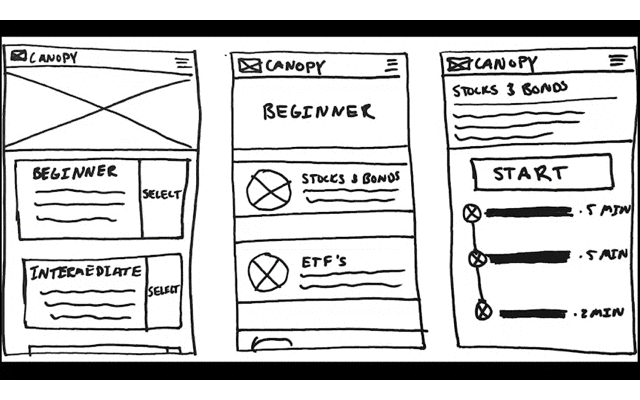 CANOPY
BEGINNER
SELECT
INTERMEDIATE
SELECT
CANOPY
BEGINNER
STOCKS & BONDS
ETF'S
CANOPY
STOCKS & BONDS
START
.5 MIN
.5 MIN
.2 MIN